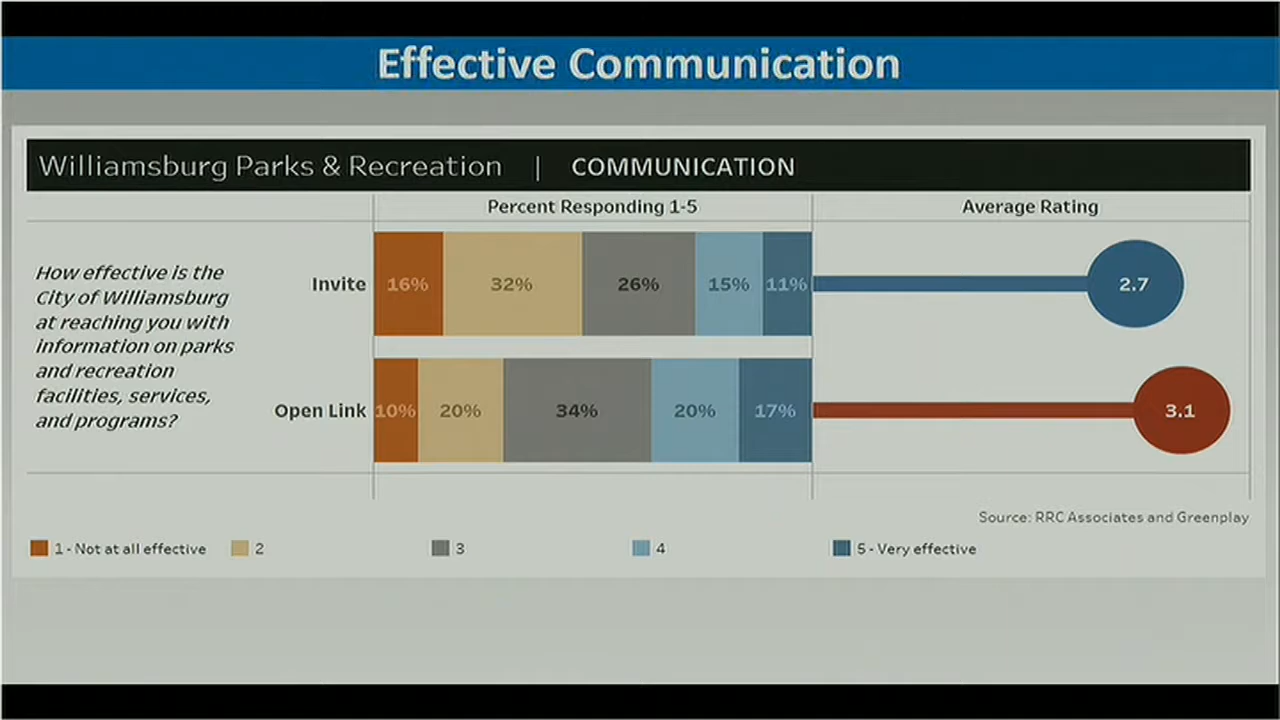 Effective Communication
Williamsburg Parks & Recreation | COMMUNICATION
Percent Responding 1-5
Average Rating
How effective is the
City of Williamsburg
at reaching you with
information on parks
and recreation
facilities, services,
and programs?
Invite
16%
32%
26%
15%
11%
2.7
Open Link
10%
20%
34%
20%
17%
3.1
Source: RRC Associates and Greenplay
1 - Not at all effective
2
3
4
5 - Very effective